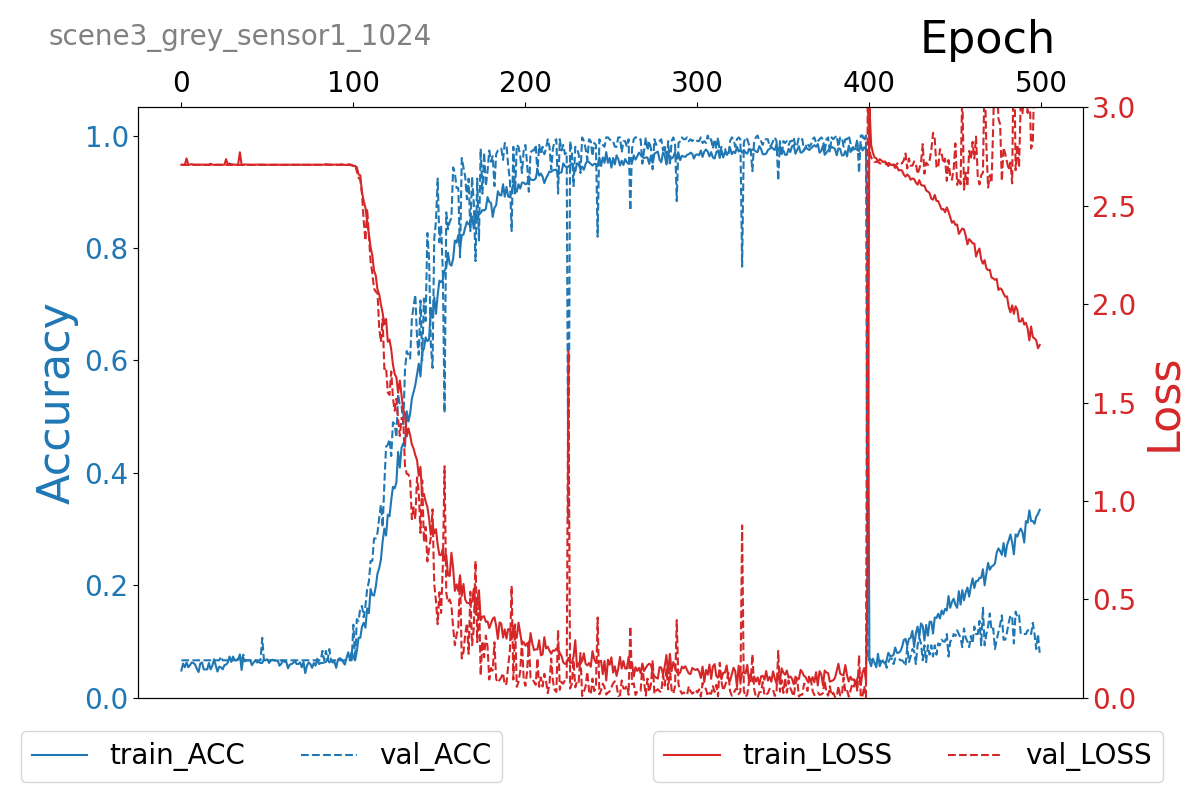 scene3_grey_sensor1_1024
Epoch
0 100 200 300 400 500
1.0
0.8
0.6
0.4
0.2
0.0
Accuracy
3.0
2.5
2.0
1.5
1.0
0.5
0.0
Loss
train_ACC val_ACC
train_LOSS val_LOSS